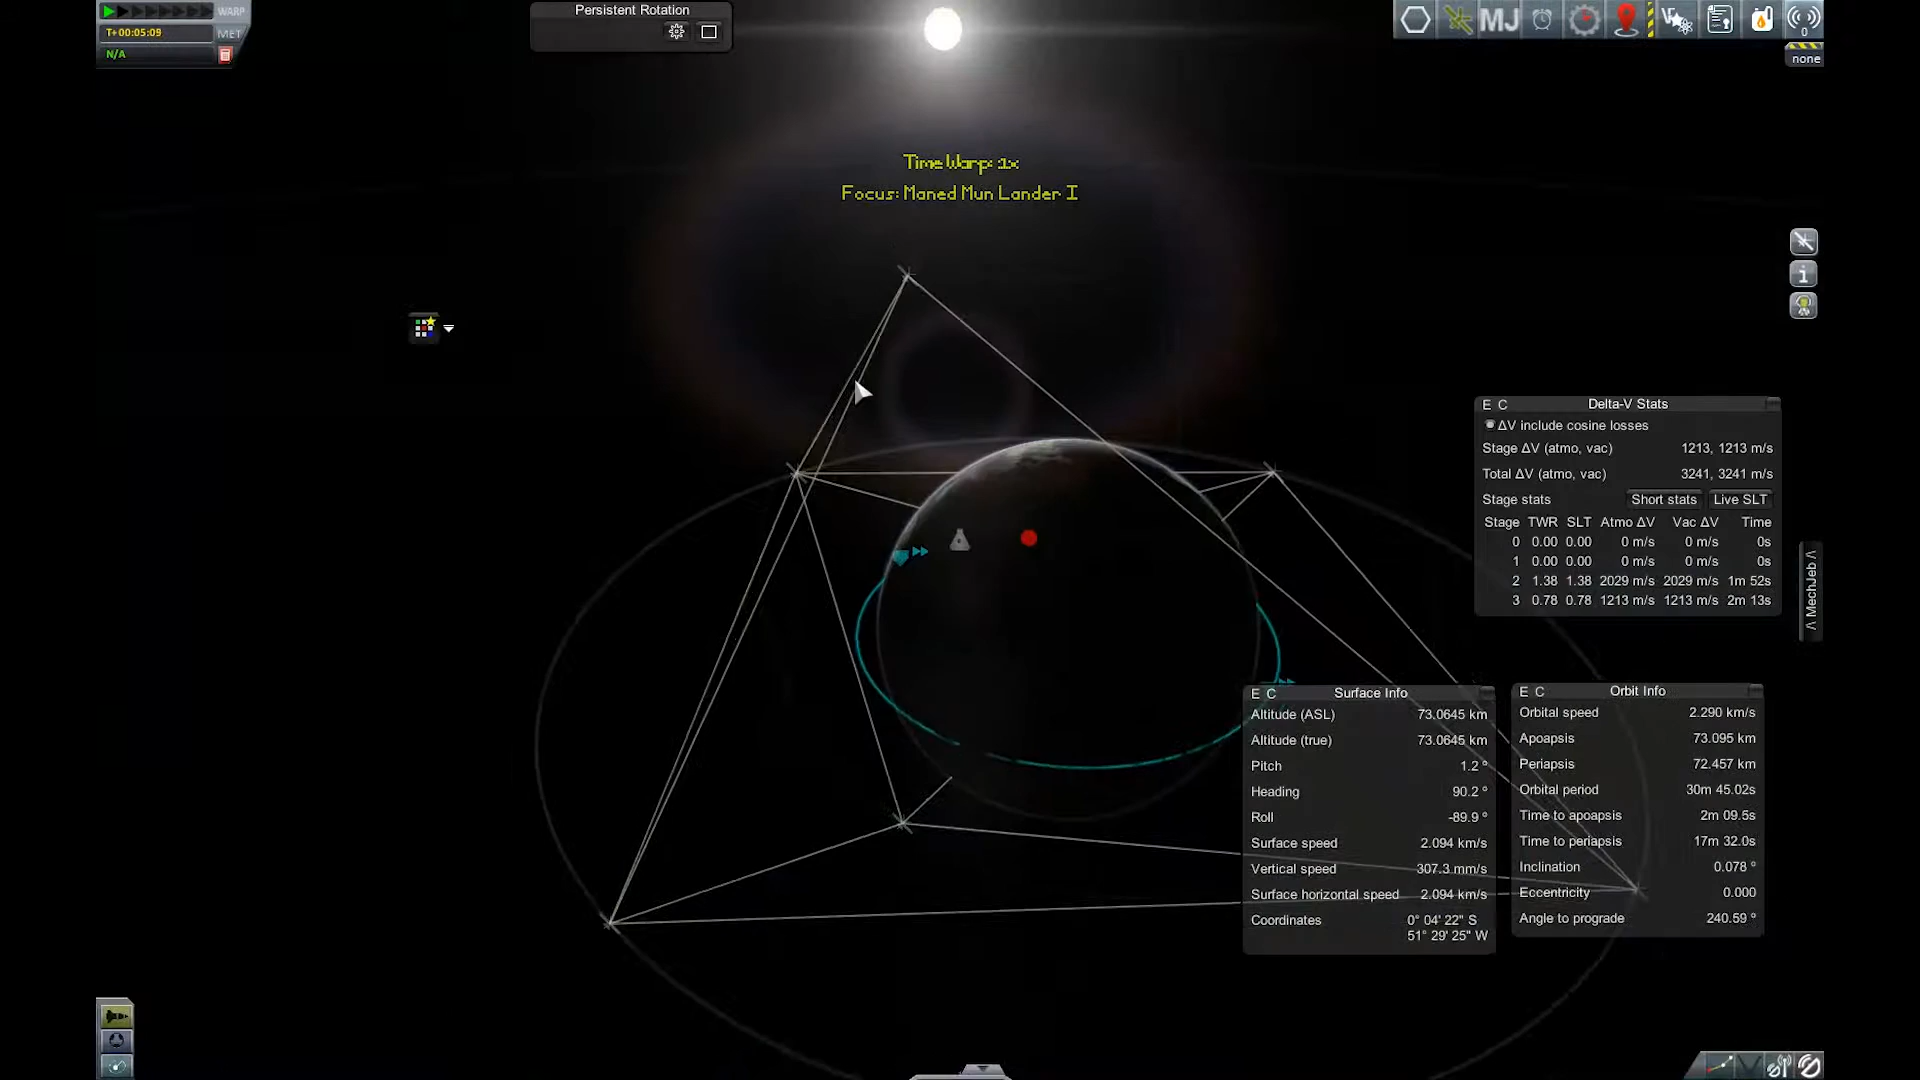 WARP
T+00:05:09
MET
N/A
Persistent Rotation
MJ
0
none
Time Warp: 1x
Focus: Maned Mun Lander I
E C Delta-V Stats
ΔV include cosine losses
Stage ΔV (atmo, vac) 1213, 1213 m/s
Total ΔV (atmo, vac) 3241, 3241 m/s
Stage stats Short stats Live SLT
Stage TWR SLT Atmo ΔV Vac ΔV Time
0 0.00 0.00 0 m/s 0 m/s 0s
1 0.00 0.00 0 m/s 0 m/s 0s
2 1.38 1.38 2029 m/s 2029 m/s 1m 52s
3 0.78 0.78 1213 m/s 1213 m/s 2m 13s
/\ MechJeb \/
E C Surface Info
Altitude (ASL) 73.0645 km
Altitude (true) 73.0645 km
Pitch 1.2 °
Heading 90.2 °
Roll -89.9 °
Surface speed 2.094 km/s
Vertical speed 307.3 mm/s
Surface horizontal speed 2.094 km/s
Coordinates 0° 04' 22" S
51° 29' 25" W
E C Orbit Info
Orbital speed 2.290 km/s
Apoapsis 73.095 km
Periapsis 72.457 km
Orbital period 30m 45.02s
Time to apoapsis 2m 09.5s
Time to periapsis 17m 32.0s
Inclination 0.078 °
Eccentricity 0.000
Angle to prograde 240.59 °